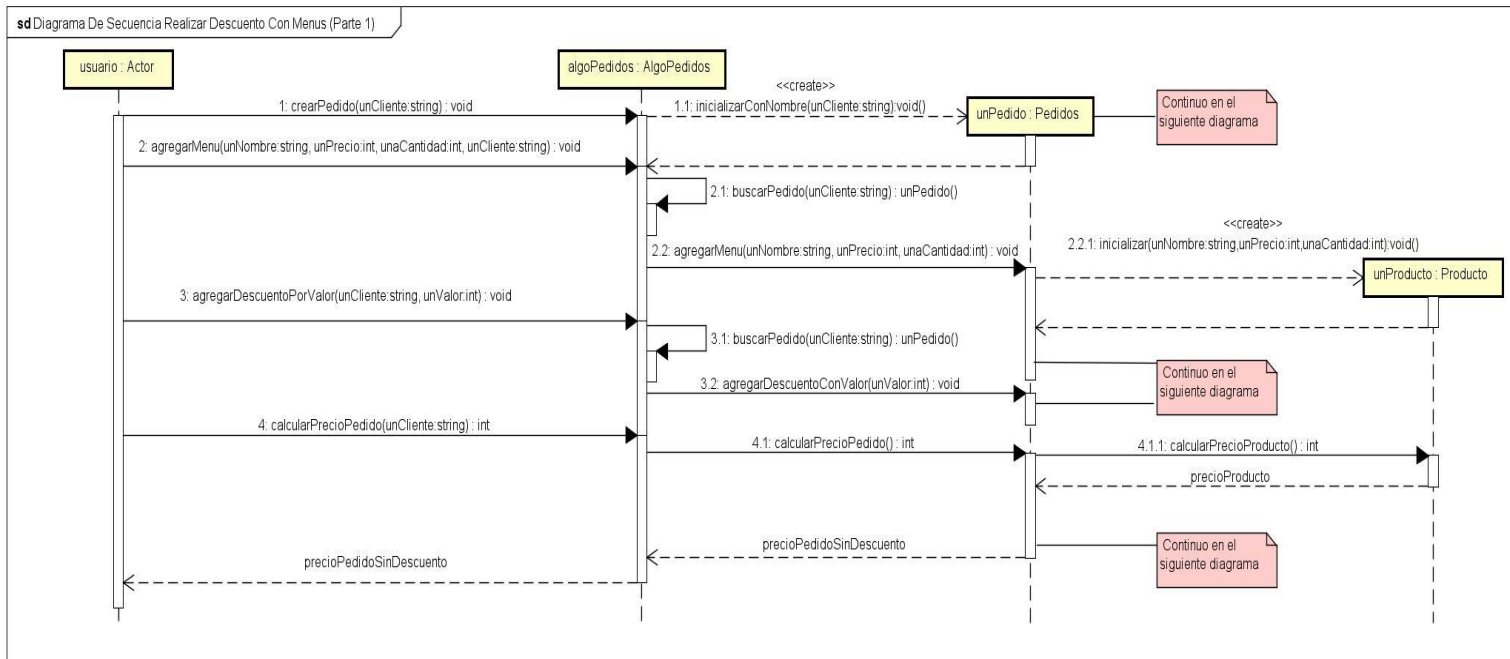 sd Diagrama De Secuencia Realizar Descuento Con Menus (Parte 1)
usuario : Actor
algoPedidos : AlgoPedidos
<<create>>
1: crearPedido(unCliente:string) : void
1.1: inicializarConNombre(unCliente:string):void()
unPedido : Pedidos
Continuo en el
siguiente diagrama
2: agregarMenu(unNombre:string, unPrecio:int, unaCantidad:int, unCliente:string) : void
2.1: buscarPedido(unCliente:string) : unPedido()
<<create>>
2.2: agregarMenu(unNombre:string, unPrecio:int, unaCantidad:int) : void
2.2.1: inicializar(unNombre:string,unPrecio:int,unaCantidad:int):void()
unProducto : Producto
3: agregarDescuentoPorValor(unCliente:string, unValor:int) : void
3.1: buscarPedido(unCliente:string) : unPedido()
Continuo en el
siguiente diagrama
3.2: agregarDescuentoConValor(unValor:int) : void
4: calcularPrecioPedido(unCliente:string) : int
4.1: calcularPrecioPedido() : int
4.1.1: calcularPrecioProducto() : int
precioProducto
precioPedidoSinDescuento
Continuo en el
siguiente diagrama
precioPedidoSinDescuento